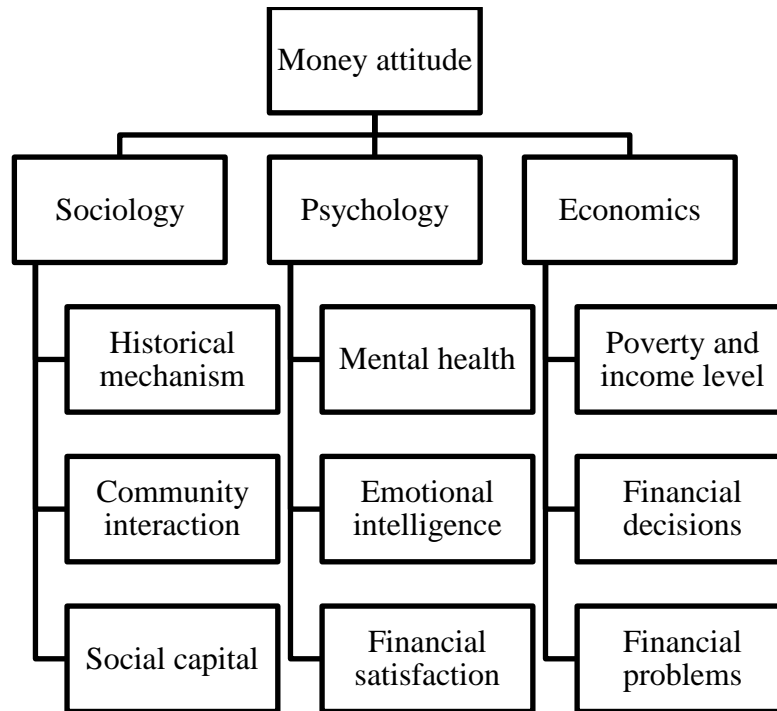 Money attitude
Sociology
Psychology
Economics
Historical
mechanism
Mental health
Poverty and
income level
Community
interaction
Emotional
intelligence
Financial
decisions
Social capital
Financial
satisfaction
Financial
problems